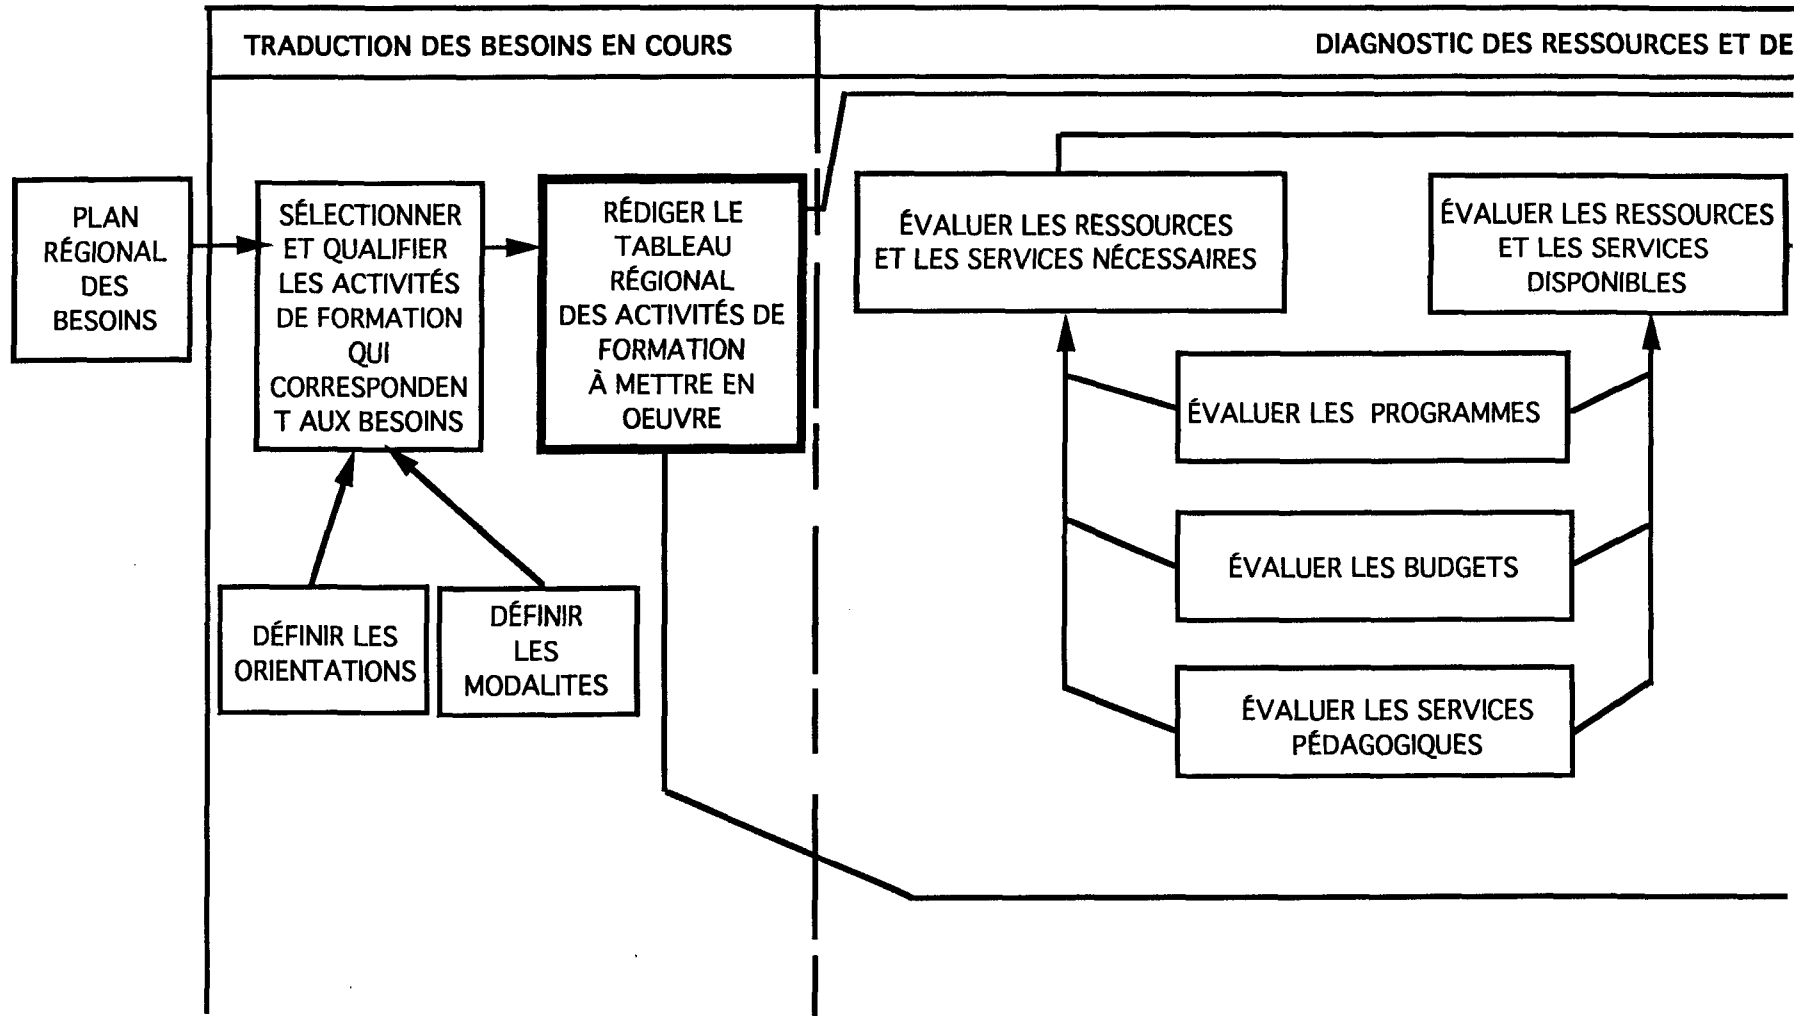 TRADUCTION DES BESOINS EN COURS
DIAGNOSTIC DES RESSOURCES ET DE
PLAN
RÉGIONAL
DES
BESOINS
SÉLECTIONNER
ET QUALIFIER
LES ACTIVITÉS
DE FORMATION
QUI
CORRESPONDEN
T AUX BESOINS
RÉDIGER LE
TABLEAU
RÉGIONAL
DES ACTIVITÉS DE
FORMATION
À METTRE EN
OEUVRE
ÉVALUER LES RESSOURCES
ET LES SERVICES NÉCESSAIRES
ÉVALUER LES RESSOURCES
ET LES SERVICES
DISPONIBLES
ÉVALUER LES PROGRAMMES
ÉVALUER LES BUDGETS
ÉVALUER LES SERVICES
PÉDAGOGIQUES
DÉFINIR LES
ORIENTATIONS
DÉFINIR
LES
MODALITES